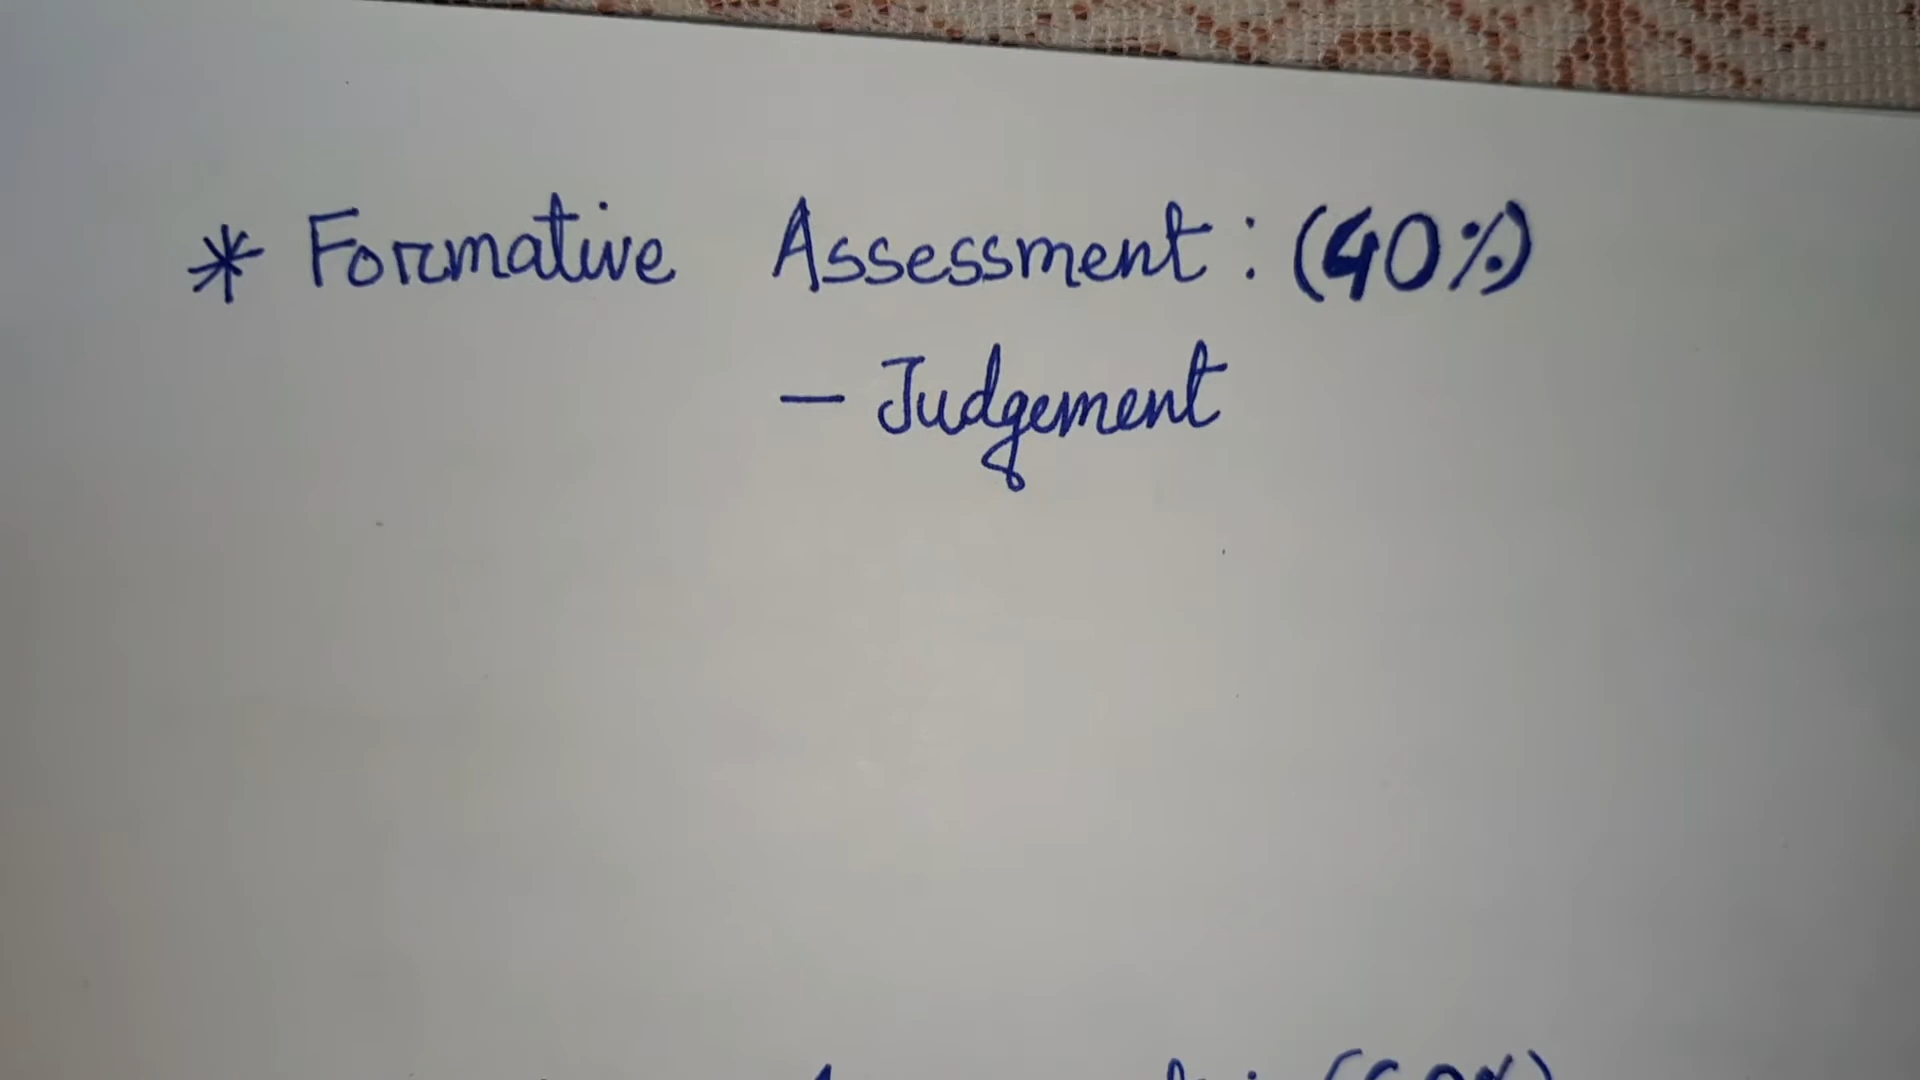 * Formative Assessment : (40%)
– Judgement